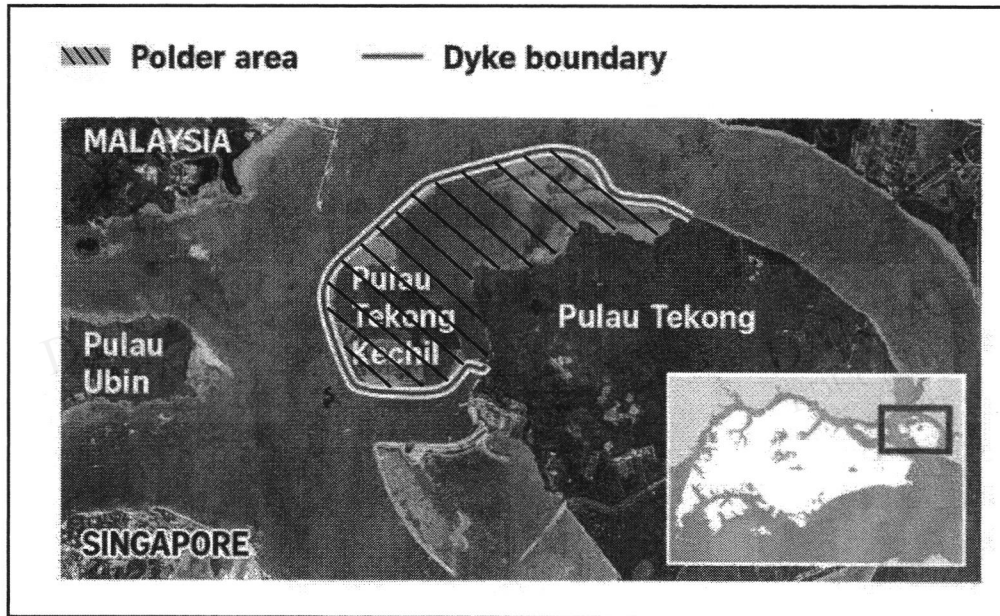 Polder area
Dyke boundary
MALAYSIA
Pulau
Tekong
Kechil
Pulau Tekong
Pulau
Ubin
SINGAPORE